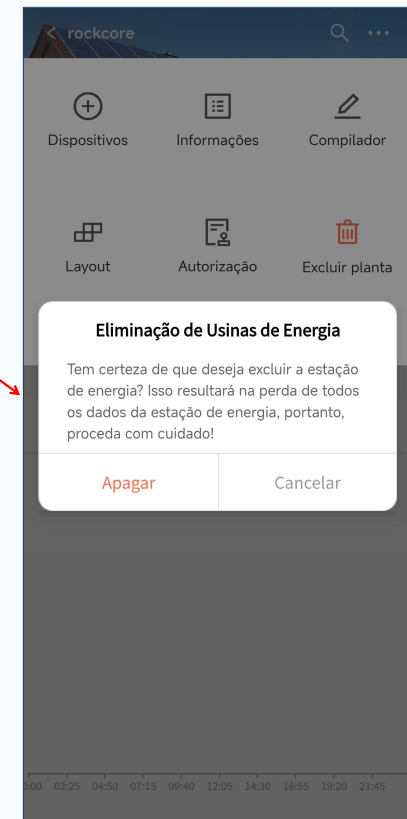 rockcore
Dispositivos Informações Compilador
Layout Autorização Excluir planta
Eliminação de Usinas de Energia
Tem certeza de que deseja excluir a estação
de energia? Isso resultará na perda de todos
os dados da estação de energia, portanto,
proceda com cuidado!
Apagar Cancelar
:00 02:25 04:50 07:15 09:40 12:05 14:30 16:55 19:20 21:45